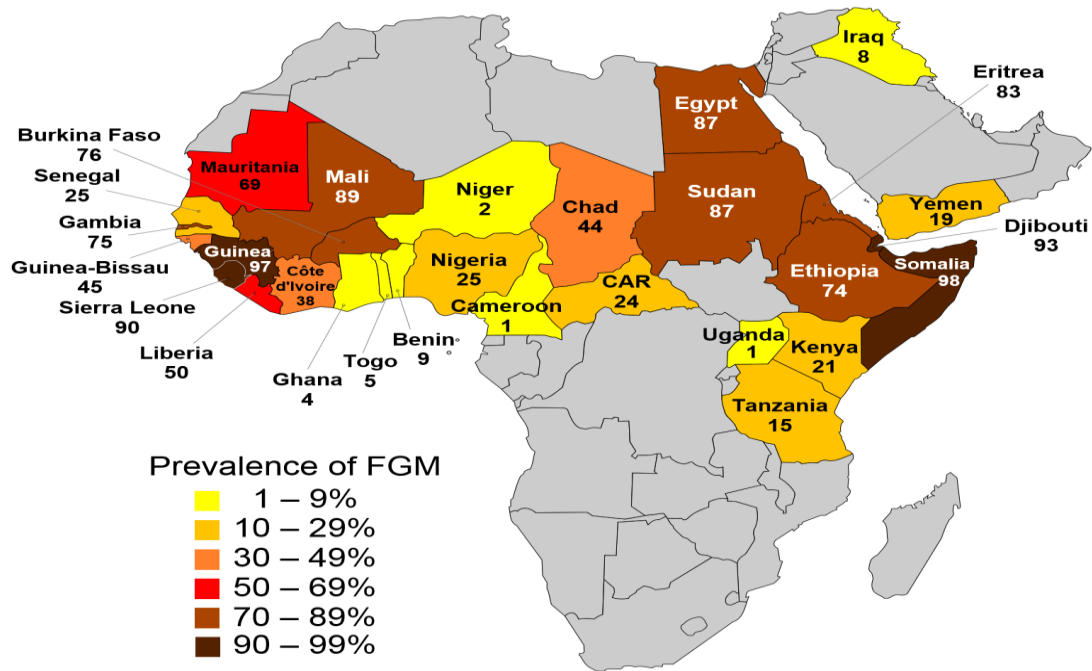 Iraq
8
Eritrea
83
Egypt
87
Burkina Faso
76
Mauritania
69
Mali
89
Niger
2
Chad
44
Sudan
87
Yemen
19
Senegal
25
Gambia
75
Djibouti
93
Guinea-Bissau
45
Guinea
97
Côte
d'Ivoire
38
Nigeria
25
Ethiopia
74
Somalia
98
Sierra Leone
90
Cameroon
1
CAR
24
Liberia
50
Ghana
4
Togo
5
Benin
9
Uganda
1
Kenya
21
Tanzania
15
Prevalence of FGM
1 – 9%
10 – 29%
30 – 49%
50 – 69%
70 – 89%
90 – 99%